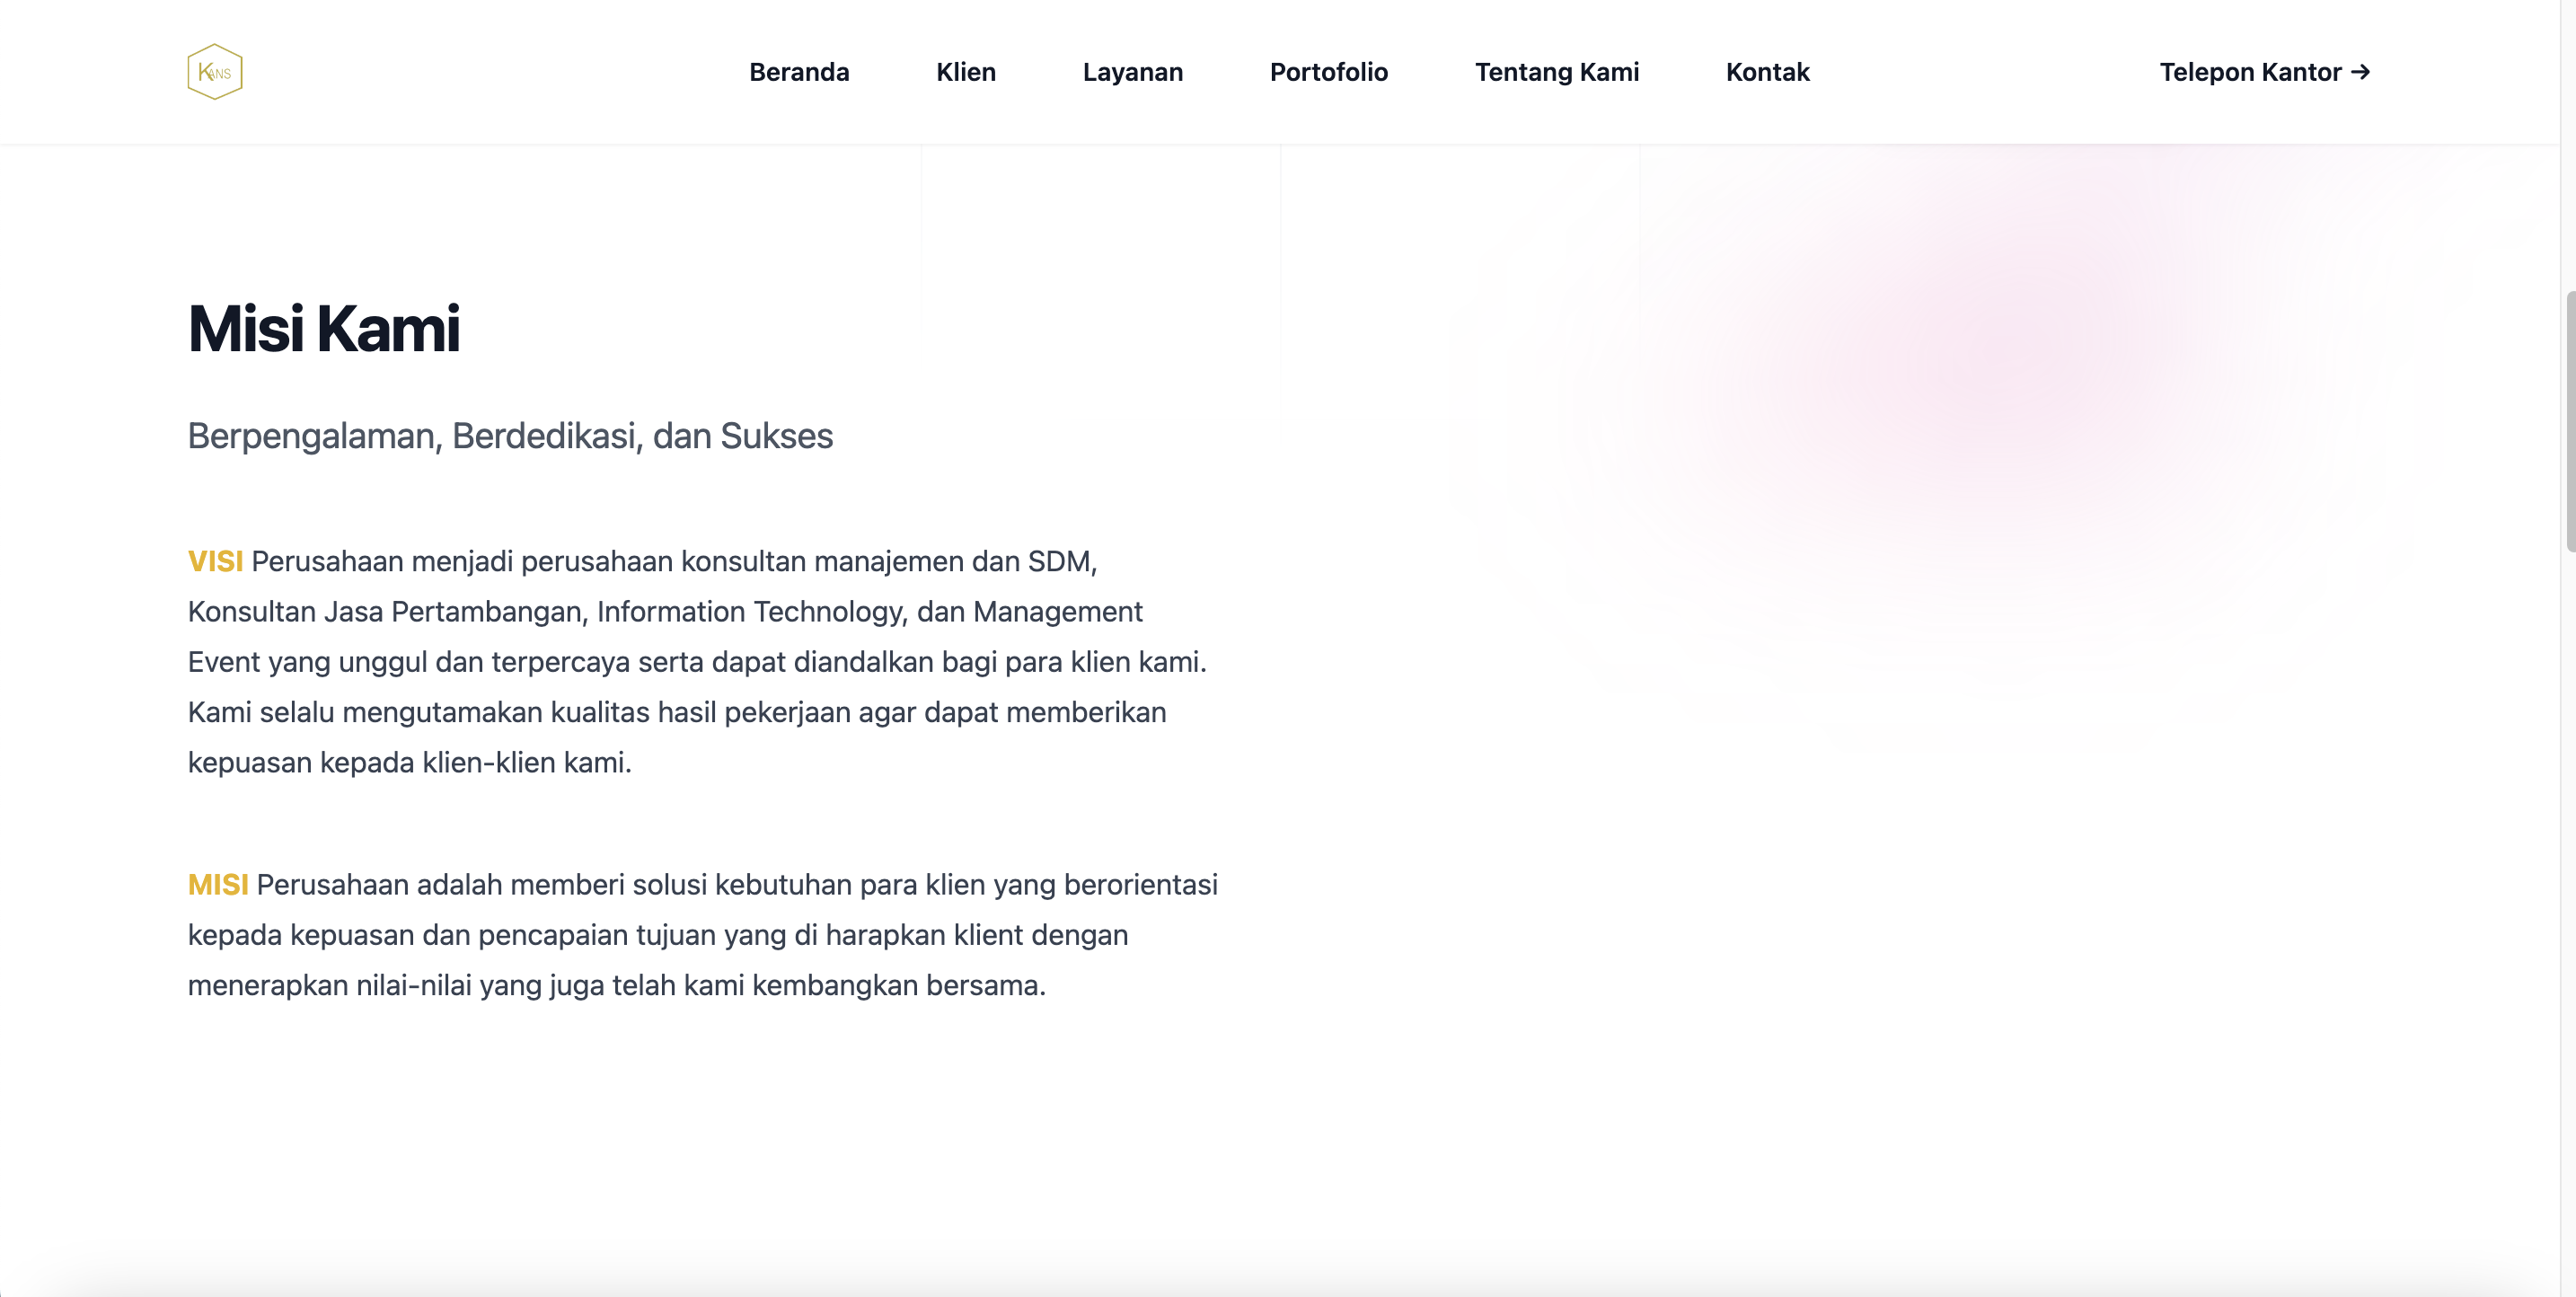 KANS
Beranda
Klien
Layanan
Portofolio
Tentang Kami
Kontak
Telepon Kantor →
Misi Kami
Berpengalaman, Berdedikasi, dan Sukses
VISI Perusahaan menjadi perusahaan konsultan manajemen dan SDM,
Konsultan Jasa Pertambangan, Information Technology, dan Management
Event yang unggul dan terpercaya serta dapat diandalkan bagi para klien kami.
Kami selalu mengutamakan kualitas hasil pekerjaan agar dapat memberikan
kepuasan kepada klien-klien kami.
MISI Perusahaan adalah memberi solusi kebutuhan para klien yang berorientasi
kepada kepuasan dan pencapaian tujuan yang di harapkan klient dengan
menerapkan nilai-nilai yang juga telah kami kembangkan bersama.